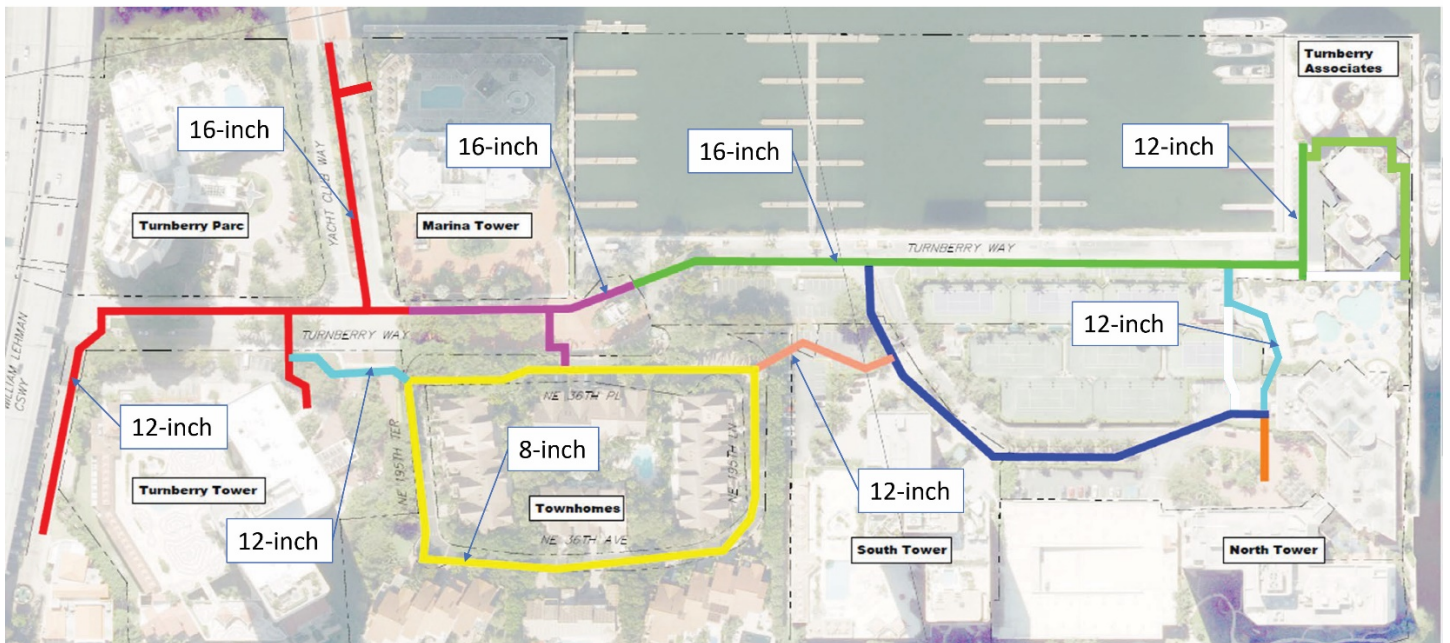 Turnberry
Associates
16-inch
16-inch
16-inch
12-inch
YACHT CLUB WAY
Turnberry Parc
Marina Tower
TURNBERRY WAY
WILLIAM LEHMAN
CSWY
TURNBERRY WAY
12-inch
12-inch
NE 36TH PL
NE 195TH TER
NE 195TH LN
8-inch
Turnberry Tower
12-inch
Townhomes
12-inch
NE 36TH AVE
South Tower
North Tower